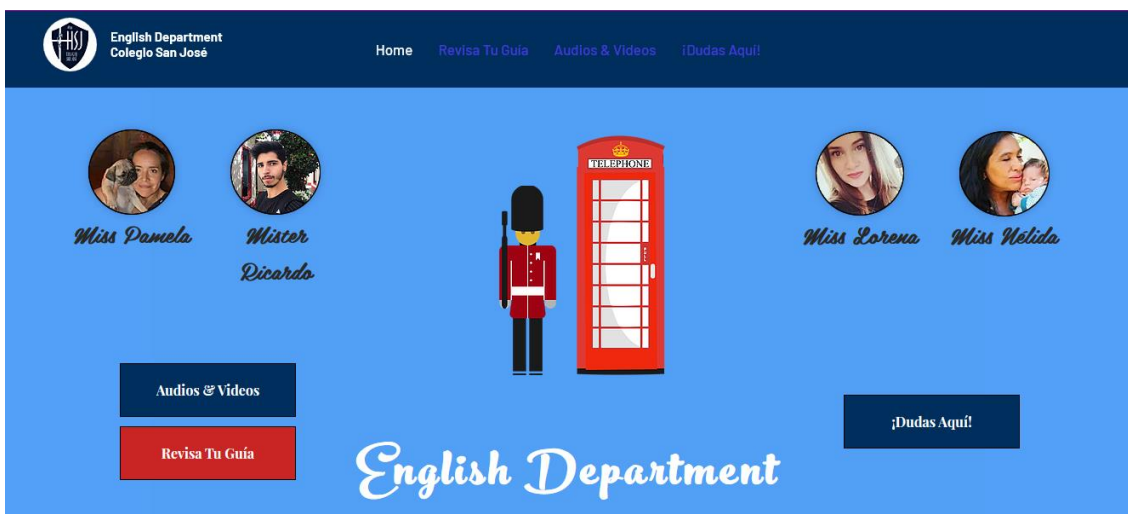 HSJ
English Department
Colegio San José
Home Revisa Tu Guía Audios & Videos ¡Dudas Aquí!
TELEPHONE
Miss Pamela
Mister
Ricardo
Miss Lorena
Miss Nélida
Audios & Videos
Revisa Tu Guía
¡Dudas Aquí!
English Department